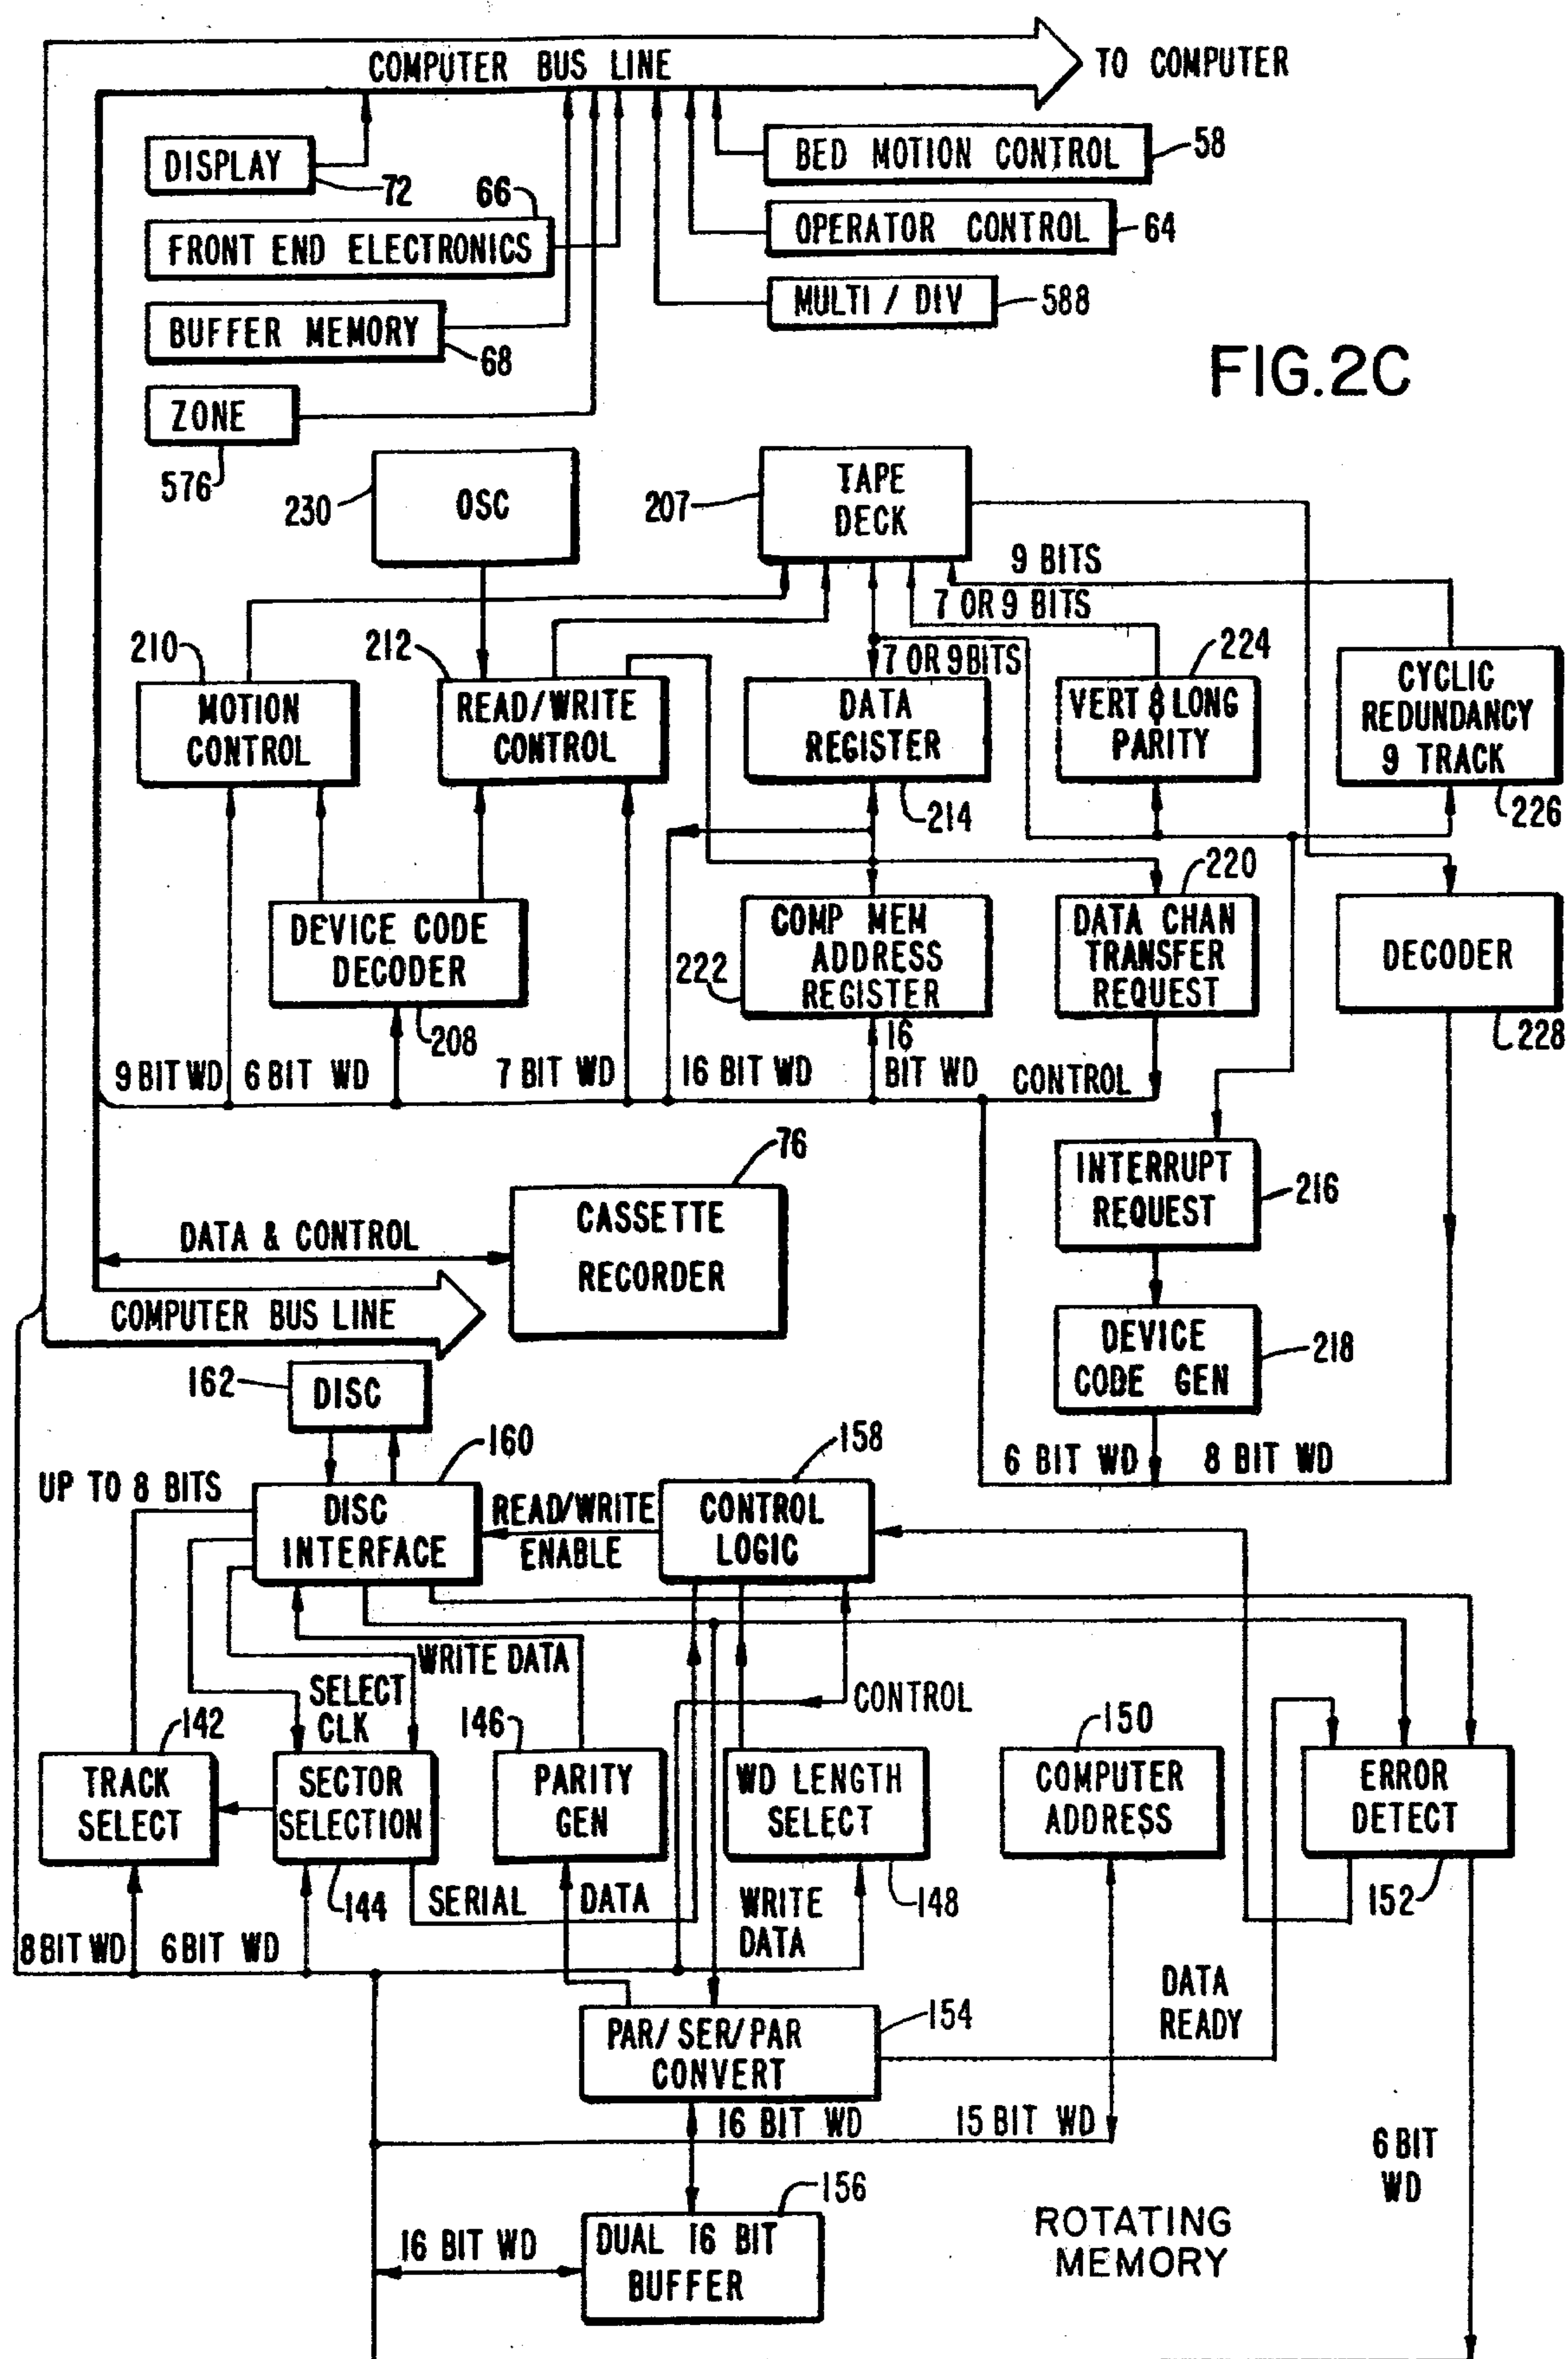 COMPUTER BUS LINE
TO COMPUTER
DISPLAY
72
BED MOTION CONTROL
58
66
FRONT END ELECTRONICS
OPERATOR CONTROL
64
BUFFER MEMORY
68
MULTI / DIV
588
FIG.2C
ZONE
576
230
OSC
207
TAPE
DECK
9 BITS
7 OR 9 BITS
7 OR 9 BITS
210
MOTION
CONTROL
212
READ/WRITE
CONTROL
DATA
REGISTER
214
224
VERT & LONG
PARITY
CYCLIC
REDUNDANCY
9 TRACK
226
DEVICE CODE
DECODER
208
222
COMP MEM
ADDRESS
REGISTER
220
DATA CHAN
TRANSFER
REQUEST
DECODER
228
9 BIT WD
6 BIT WD
7 BIT WD
16 BIT WD
16
BIT WD
CONTROL
76
CASSETTE
RECORDER
DATA & CONTROL
COMPUTER BUS LINE
INTERRUPT
REQUEST
216
DEVICE
CODE GEN
218
6 BIT WD
8 BIT WD
162
DISC
160
UP TO 8 BITS
DISC
INTERFACE
READ/WRITE
ENABLE
158
CONTROL
LOGIC
WRITE DATA
SELECT
CLK
CONTROL
142
TRACK
SELECT
SECTOR
SELECTION
144
146
PARITY
GEN
WD LENGTH
SELECT
148
150
COMPUTER
ADDRESS
ERROR
DETECT
152
SERIAL DATA
WRITE
DATA
8 BIT WD
6 BIT WD
DATA
READY
PAR/ SER/ PAR
CONVERT
154
16 BIT WD
15 BIT WD
6 BIT
WD
156
16 BIT WD
DUAL 16 BIT
BUFFER
ROTATING
MEMORY